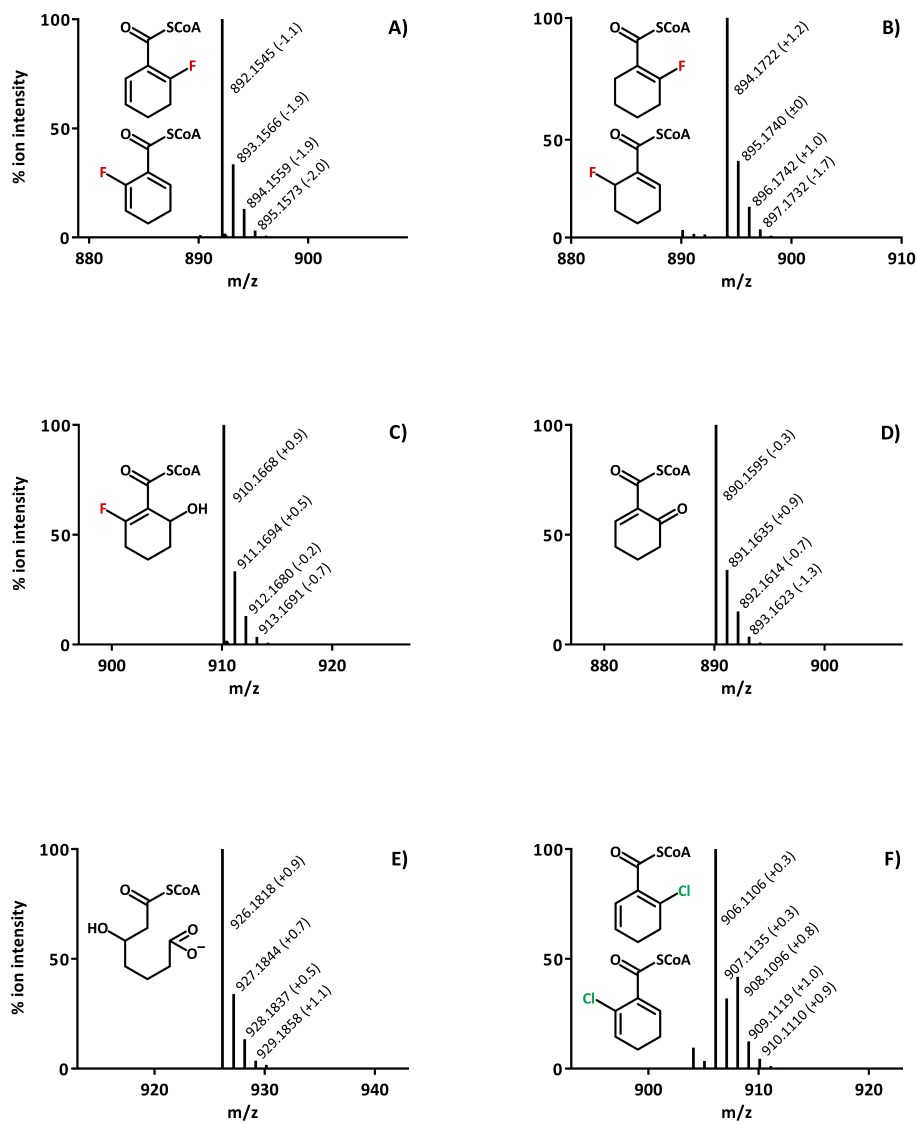 A)
% ion intensity
100
50
0
O
SCoA
F
O
SCoA
F
892.1545 (-1.1)
893.1566 (-1.9)
894.1559 (-1.9)
895.1573 (-2.0)
880
890
900
m/z
B)
100
50
0
O
SCoA
F
O
SCoA
F
894.1722 (+1.2)
895.1740 (±0)
896.1742 (+1.0)
897.1732 (-1.7)
880
890
900
910
m/z
C)
% ion intensity
100
50
0
O
SCoA
F
OH
910.1668 (+0.9)
911.1694 (+0.5)
912.1680 (-0.2)
913.1691 (-0.7)
900
910
920
m/z
D)
100
50
0
O
SCoA
O
890.1595 (-0.3)
891.1635 (+0.9)
892.1614 (-0.7)
893.1623 (-1.3)
880
890
900
m/z
E)
% ion intensity
100
50
0
O
SCoA
HO
O
O−
926.1818 (+0.9)
927.1844 (+0.7)
928.1837 (+0.5)
929.1858 (+1.1)
920
930
940
m/z
F)
100
50
0
O
SCoA
Cl
O
SCoA
Cl
906.1106 (+0.3)
907.1135 (+0.3)
908.1096 (+0.8)
909.1119 (+1.0)
910.1110 (+0.9)
900
910
920
m/z